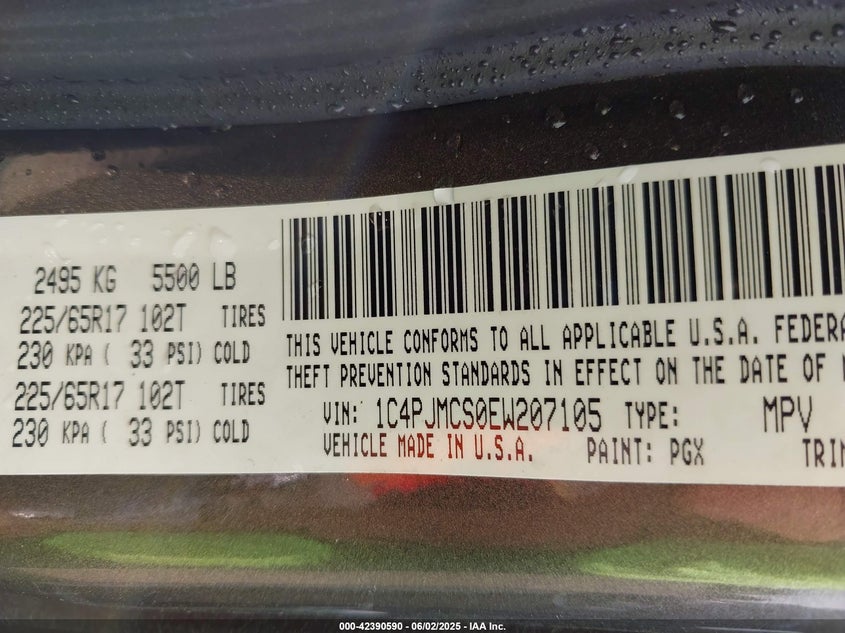 2495 KG 5500 LB
225/65R17 102T TIRES
230 KPA ( 33 PSI) COLD
225/65R17 102T TIRES
230 KPA ( 33 PSI) COLD
THIS VEHICLE CONFORMS TO ALL APPLICABLE U.S.A. FEDERA
THEFT PREVENTION STANDARDS IN EFFECT ON THE DATE OF
VIN: 1C4PJMCS0EW207105 TYPE: MPV
VEHICLE MADE IN U.S.A. PAINT: PGX TRIM
000-42390590 - 06/02/2025 - IAA Inc.